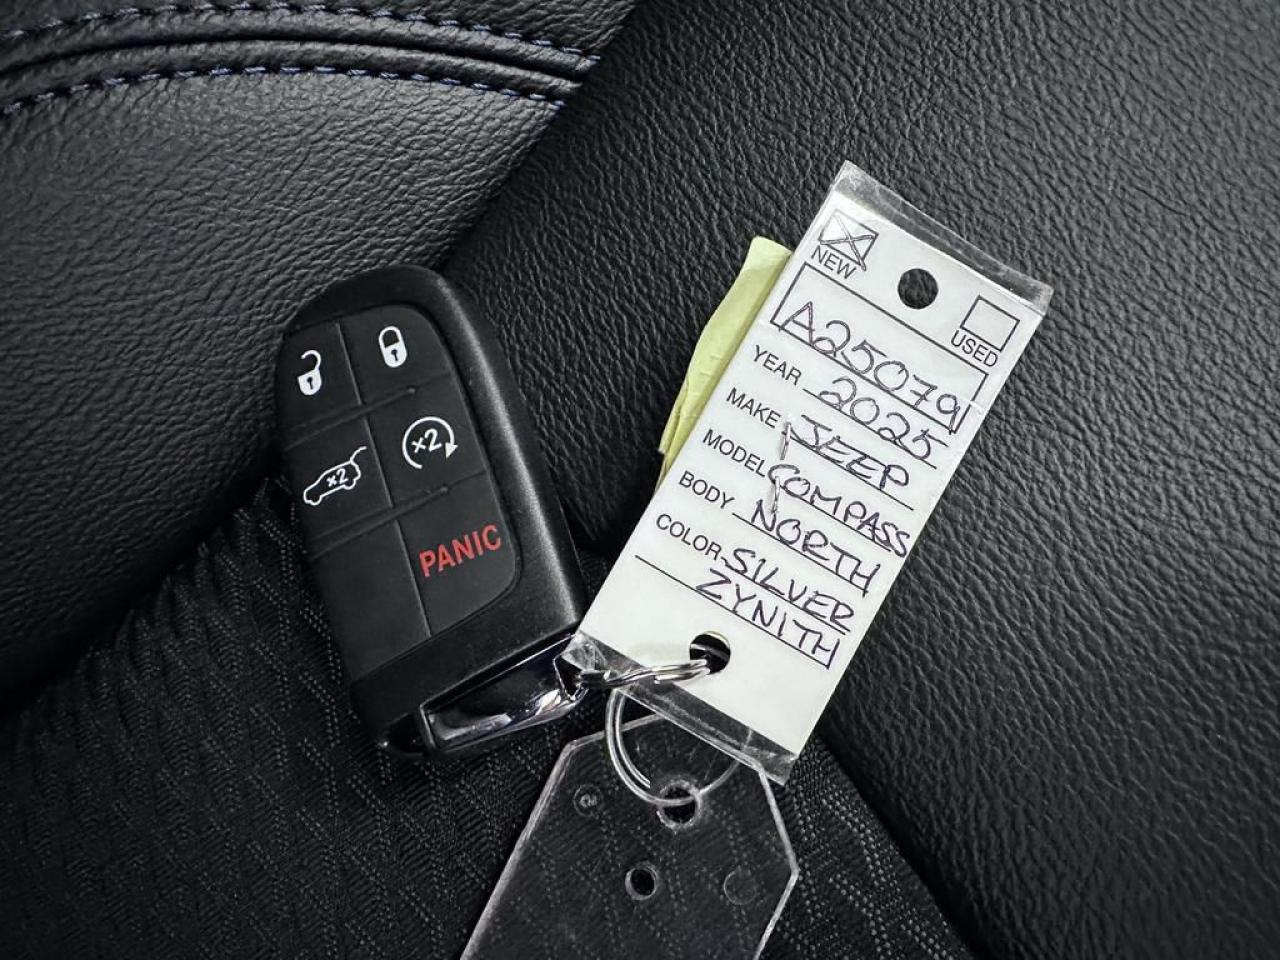 x2
x2
PANIC
NEW
USED
A25079
YEAR 2025
MAKE JEEP
MODEL COMPASS
BODY NORTH
COLOR SILVER
ZYNITH